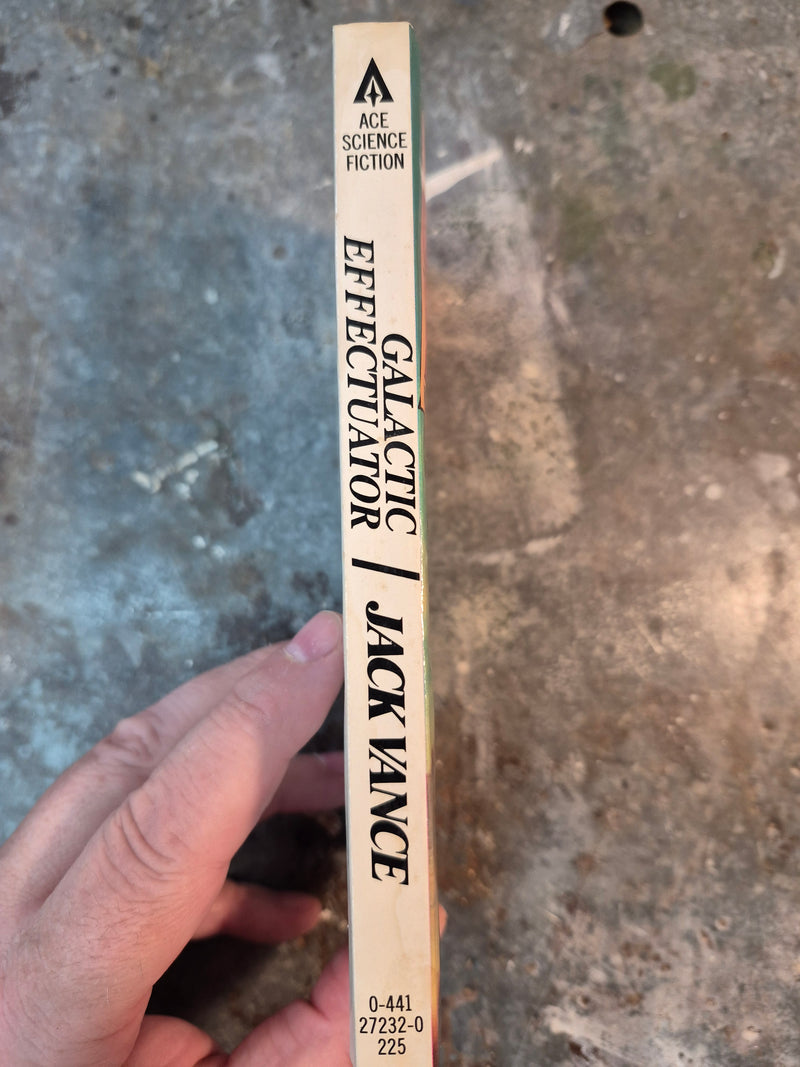 ACE
SCIENCE
FICTION
GALACTIC
EFFECTUATOR
/ JACK VANCE
0-441
27232-0
225